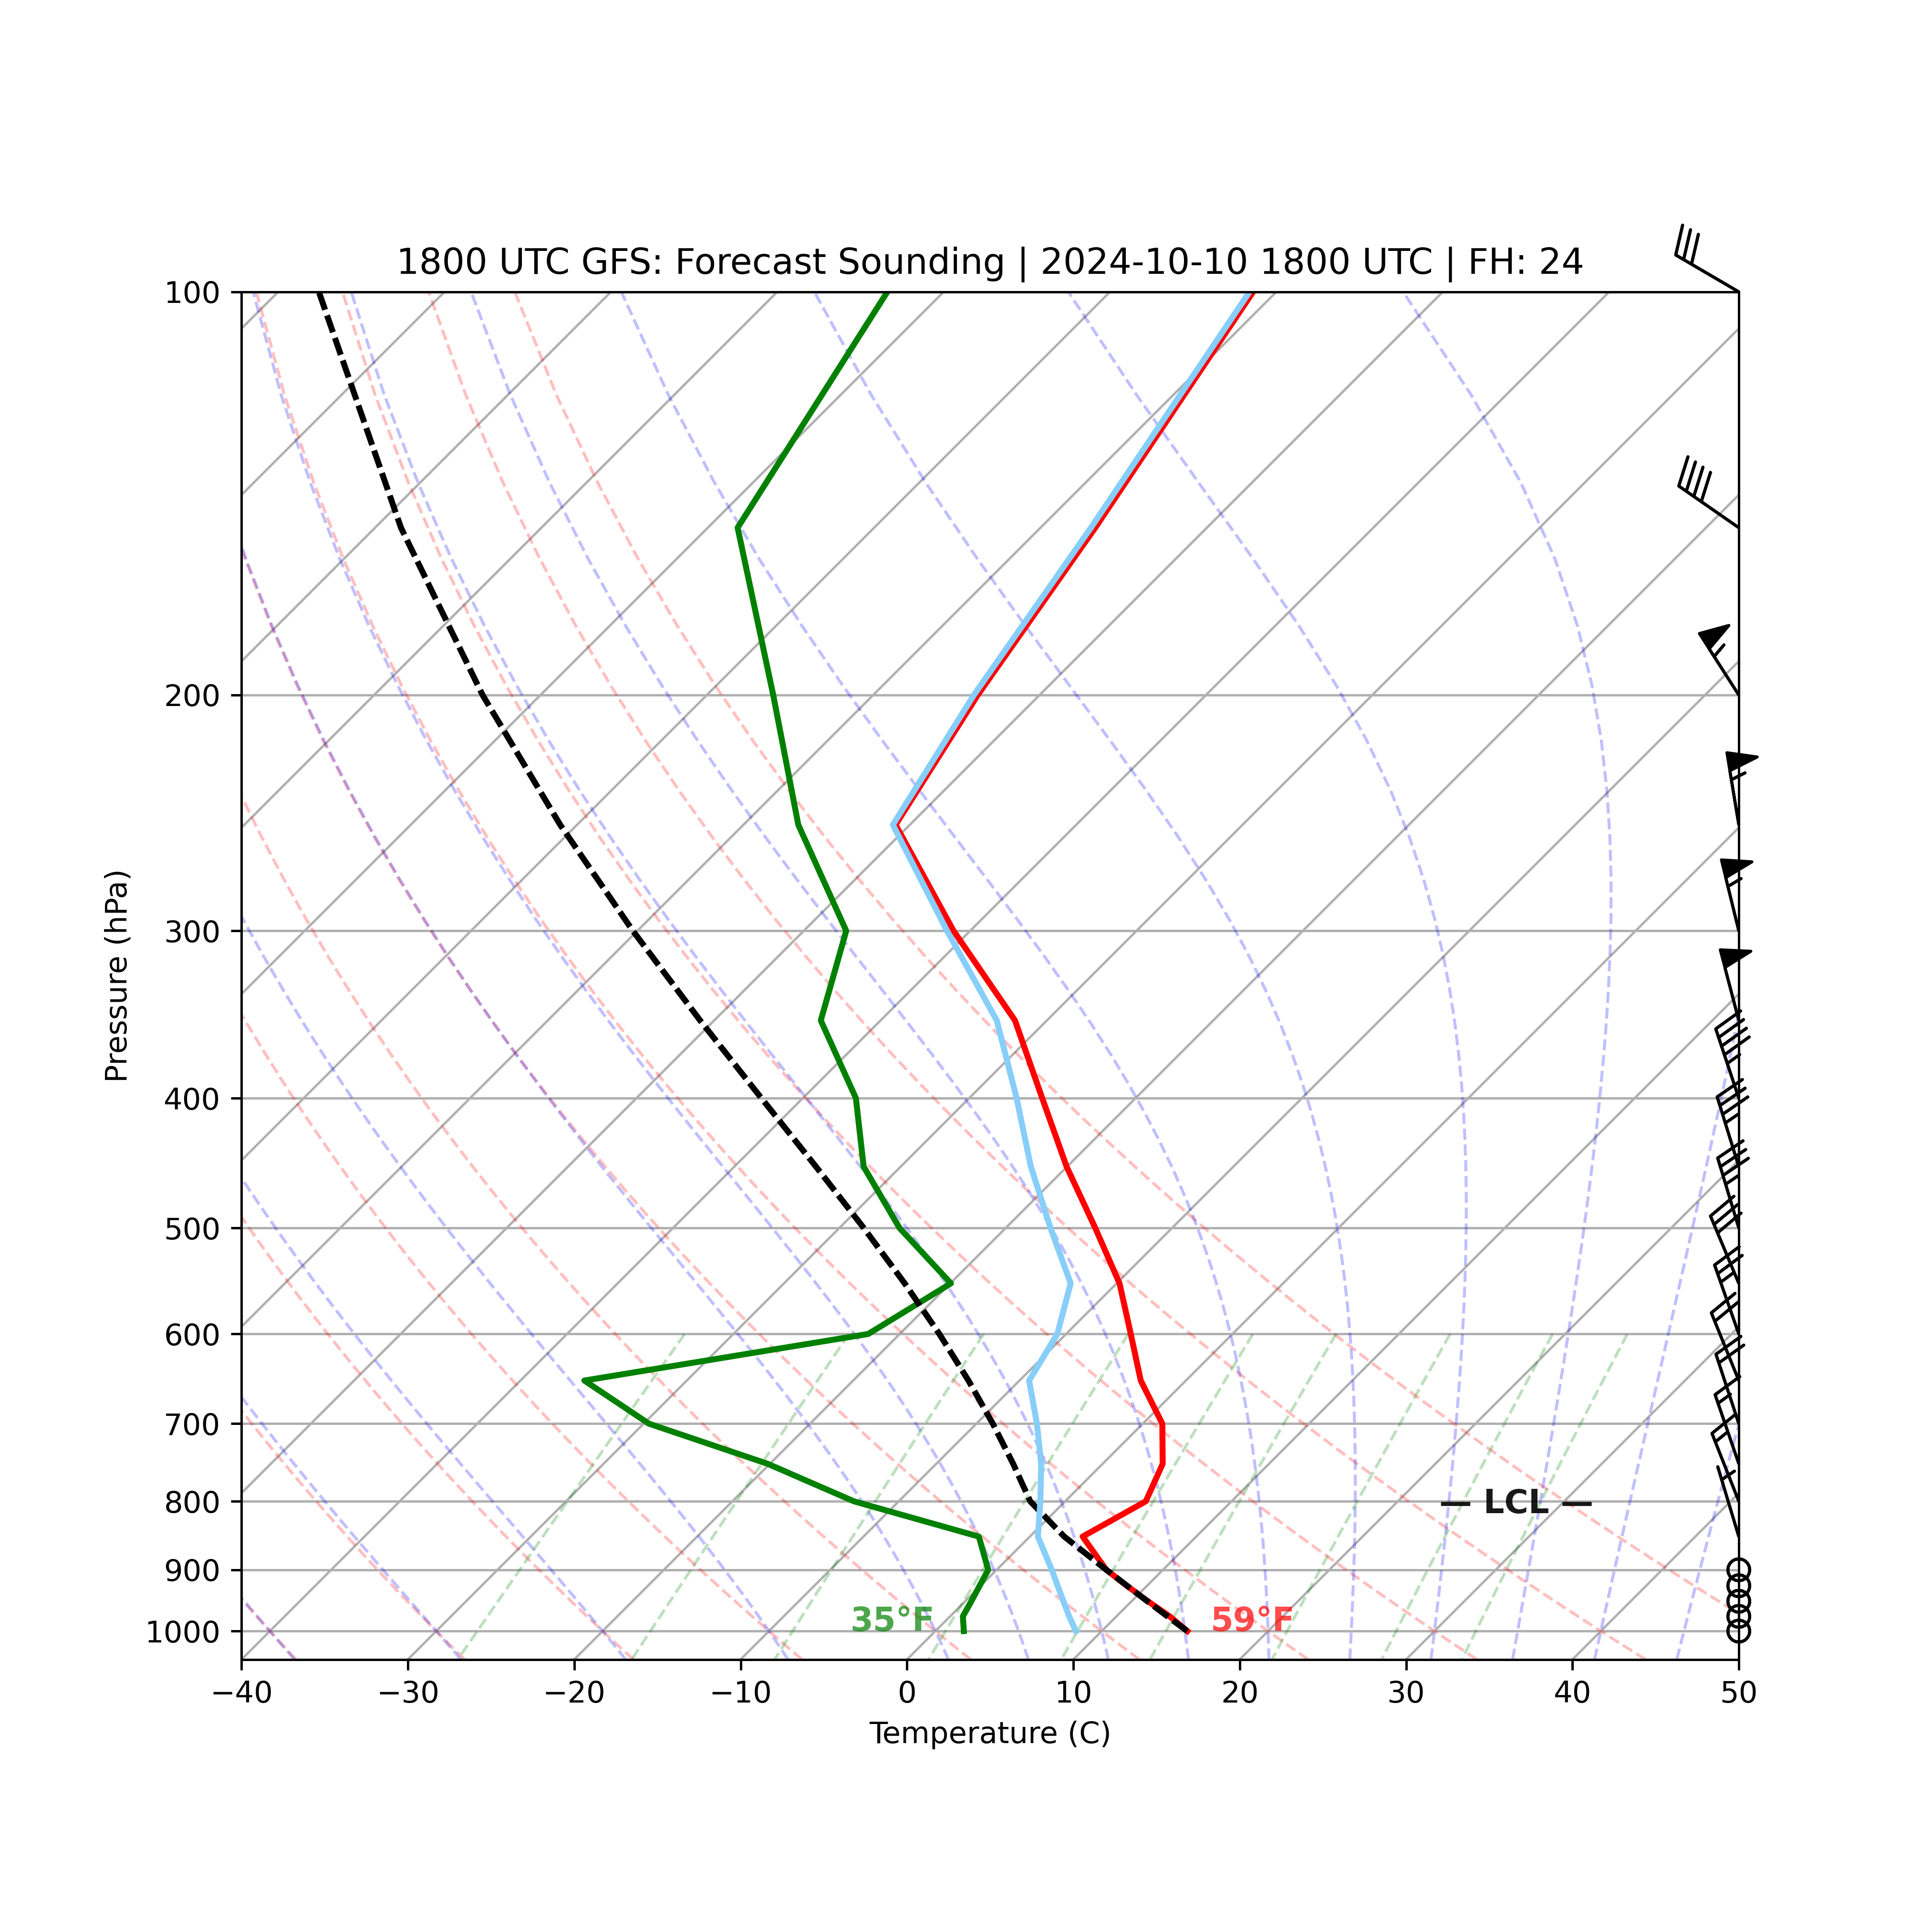 1800 UTC GFS: Forecast Sounding | 2024-10-10 1800 UTC | FH: 24
100
200
300
400
500
600
700
800
900
1000
Pressure (hPa)
— LCL —
35°F
59°F
−40 −30 −20 −10 0 10 20 30 40 50
Temperature (C)